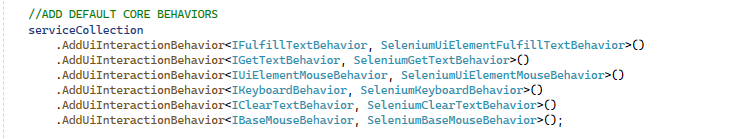 //ADD DEFAULT CORE BEHAVIORS
serviceCollection
.AddUiInteractionBehavior<IFulfillTextBehavior, SeleniumUiElementFulfillTextBehavior>()
.AddUiInteractionBehavior<IGetTextBehavior, SeleniumGetTextBehavior>()
.AddUiInteractionBehavior<IUiElementMouseBehavior, SeleniumUiElementMouseBehavior>()
.AddUiInteractionBehavior<IKeyboardBehavior, SeleniumKeyboardBehavior>()
.AddUiInteractionBehavior<IClearTextBehavior, SeleniumClearTextBehavior>()
.AddUiInteractionBehavior<IBaseMouseBehavior, SeleniumBaseMouseBehavior>();